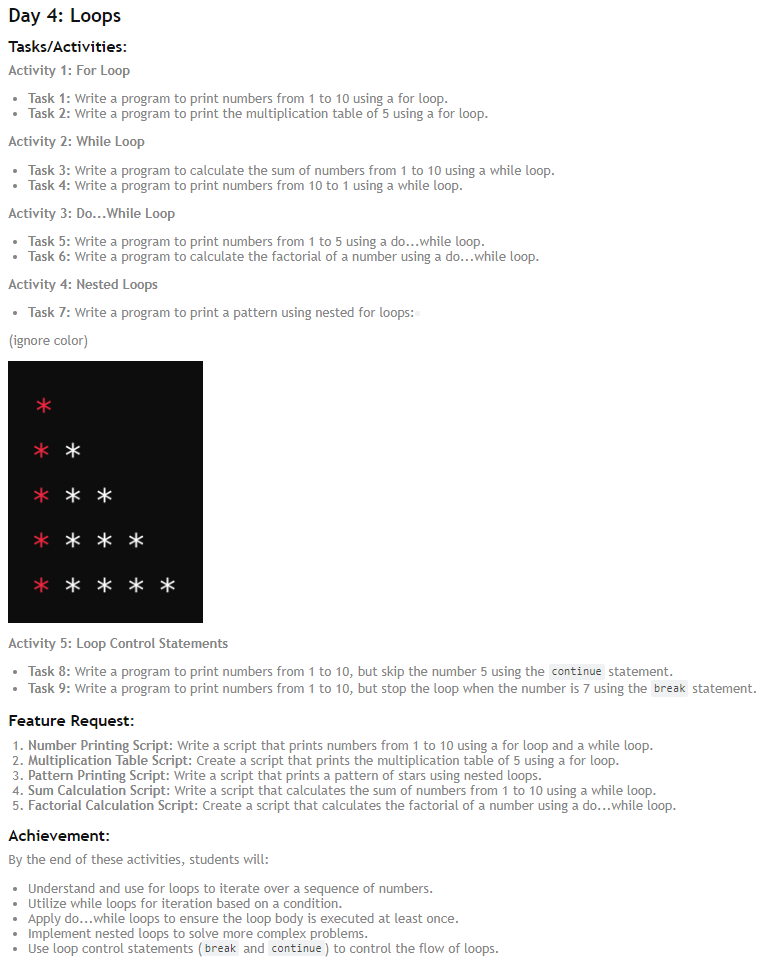 Day 4: Loops
Tasks/Activities:
Activity 1: For Loop
• Task 1: Write a program to print numbers from 1 to 10 using a for loop.
• Task 2: Write a program to print the multiplication table of 5 using a for loop.
Activity 2: While Loop
• Task 3: Write a program to calculate the sum of numbers from 1 to 10 using a while loop.
• Task 4: Write a program to print numbers from 10 to 1 using a while loop.
Activity 3: Do...While Loop
• Task 5: Write a program to print numbers from 1 to 5 using a do...while loop.
• Task 6: Write a program to calculate the factorial of a number using a do...while loop.
Activity 4: Nested Loops
• Task 7: Write a program to print a pattern using nested for loops:
(ignore color)
*
* *
* * *
* * * *
* * * * *
Activity 5: Loop Control Statements
• Task 8: Write a program to print numbers from 1 to 10, but skip the number 5 using the continue statement.
• Task 9: Write a program to print numbers from 1 to 10, but stop the loop when the number is 7 using the break statement.
Feature Request:
1. Number Printing Script: Write a script that prints numbers from 1 to 10 using a for loop and a while loop.
2. Multiplication Table Script: Create a script that prints the multiplication table of 5 using a for loop.
3. Pattern Printing Script: Write a script that prints a pattern of stars using nested loops.
4. Sum Calculation Script: Write a script that calculates the sum of numbers from 1 to 10 using a while loop.
5. Factorial Calculation Script: Create a script that calculates the factorial of a number using a do...while loop.
Achievement:
By the end of these activities, students will:
• Understand and use for loops to iterate over a sequence of numbers.
• Utilize while loops for iteration based on a condition.
• Apply do...while loops to ensure the loop body is executed at least once.
• Implement nested loops to solve more complex problems.
• Use loop control statements (break and continue) to control the flow of loops.